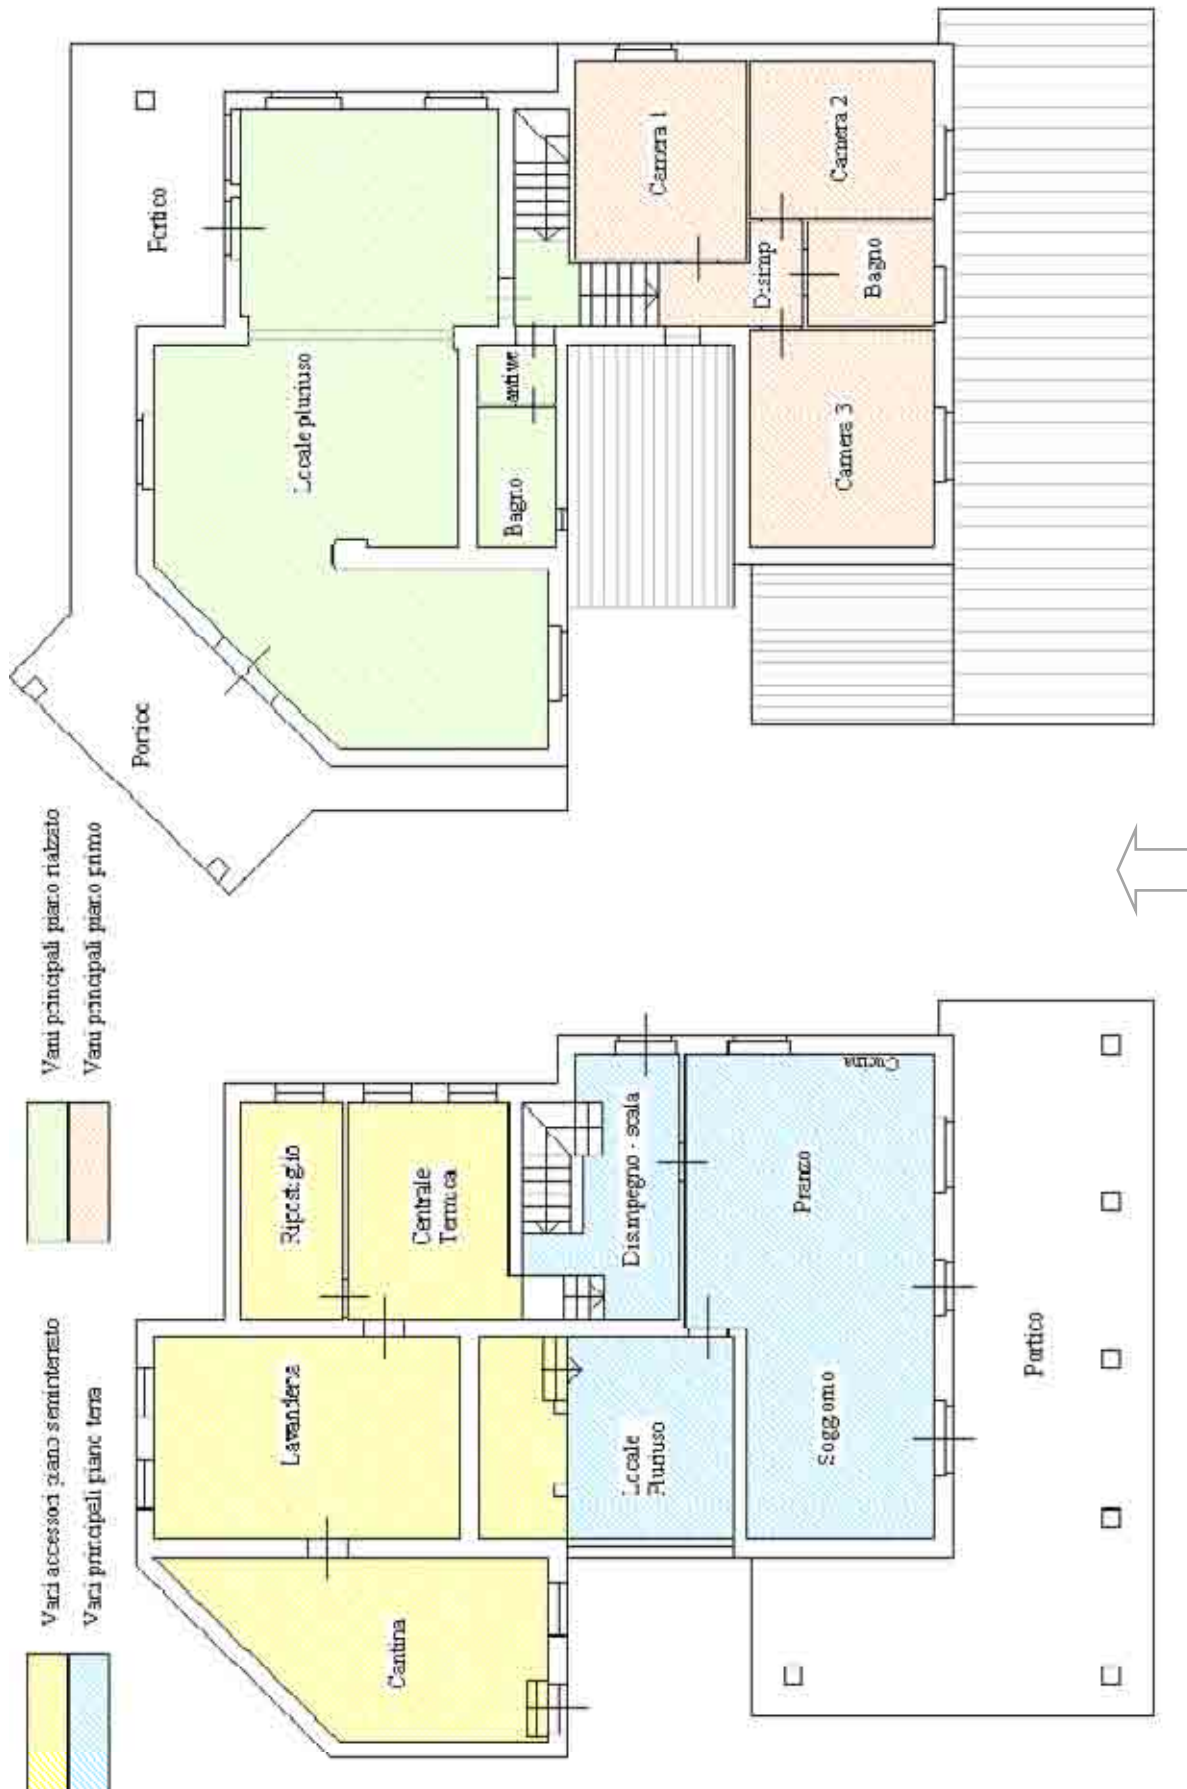 Vani accessori piano seminterrato
Vani principali piano terra
Vani principali piano rialzato
Vani principali piano primo
Cantina
Lavanderia
Ripostiglio
Centrale
Termica
Disimpegno - scala
Locale
Pluriuso
Cucina
Pranzo
Soggiorno
Portico
Portico
Portico
Locale pluriuso
Bagno
antiwc
Camera 1
Camera 2
Disimp
Bagno
Camera 3